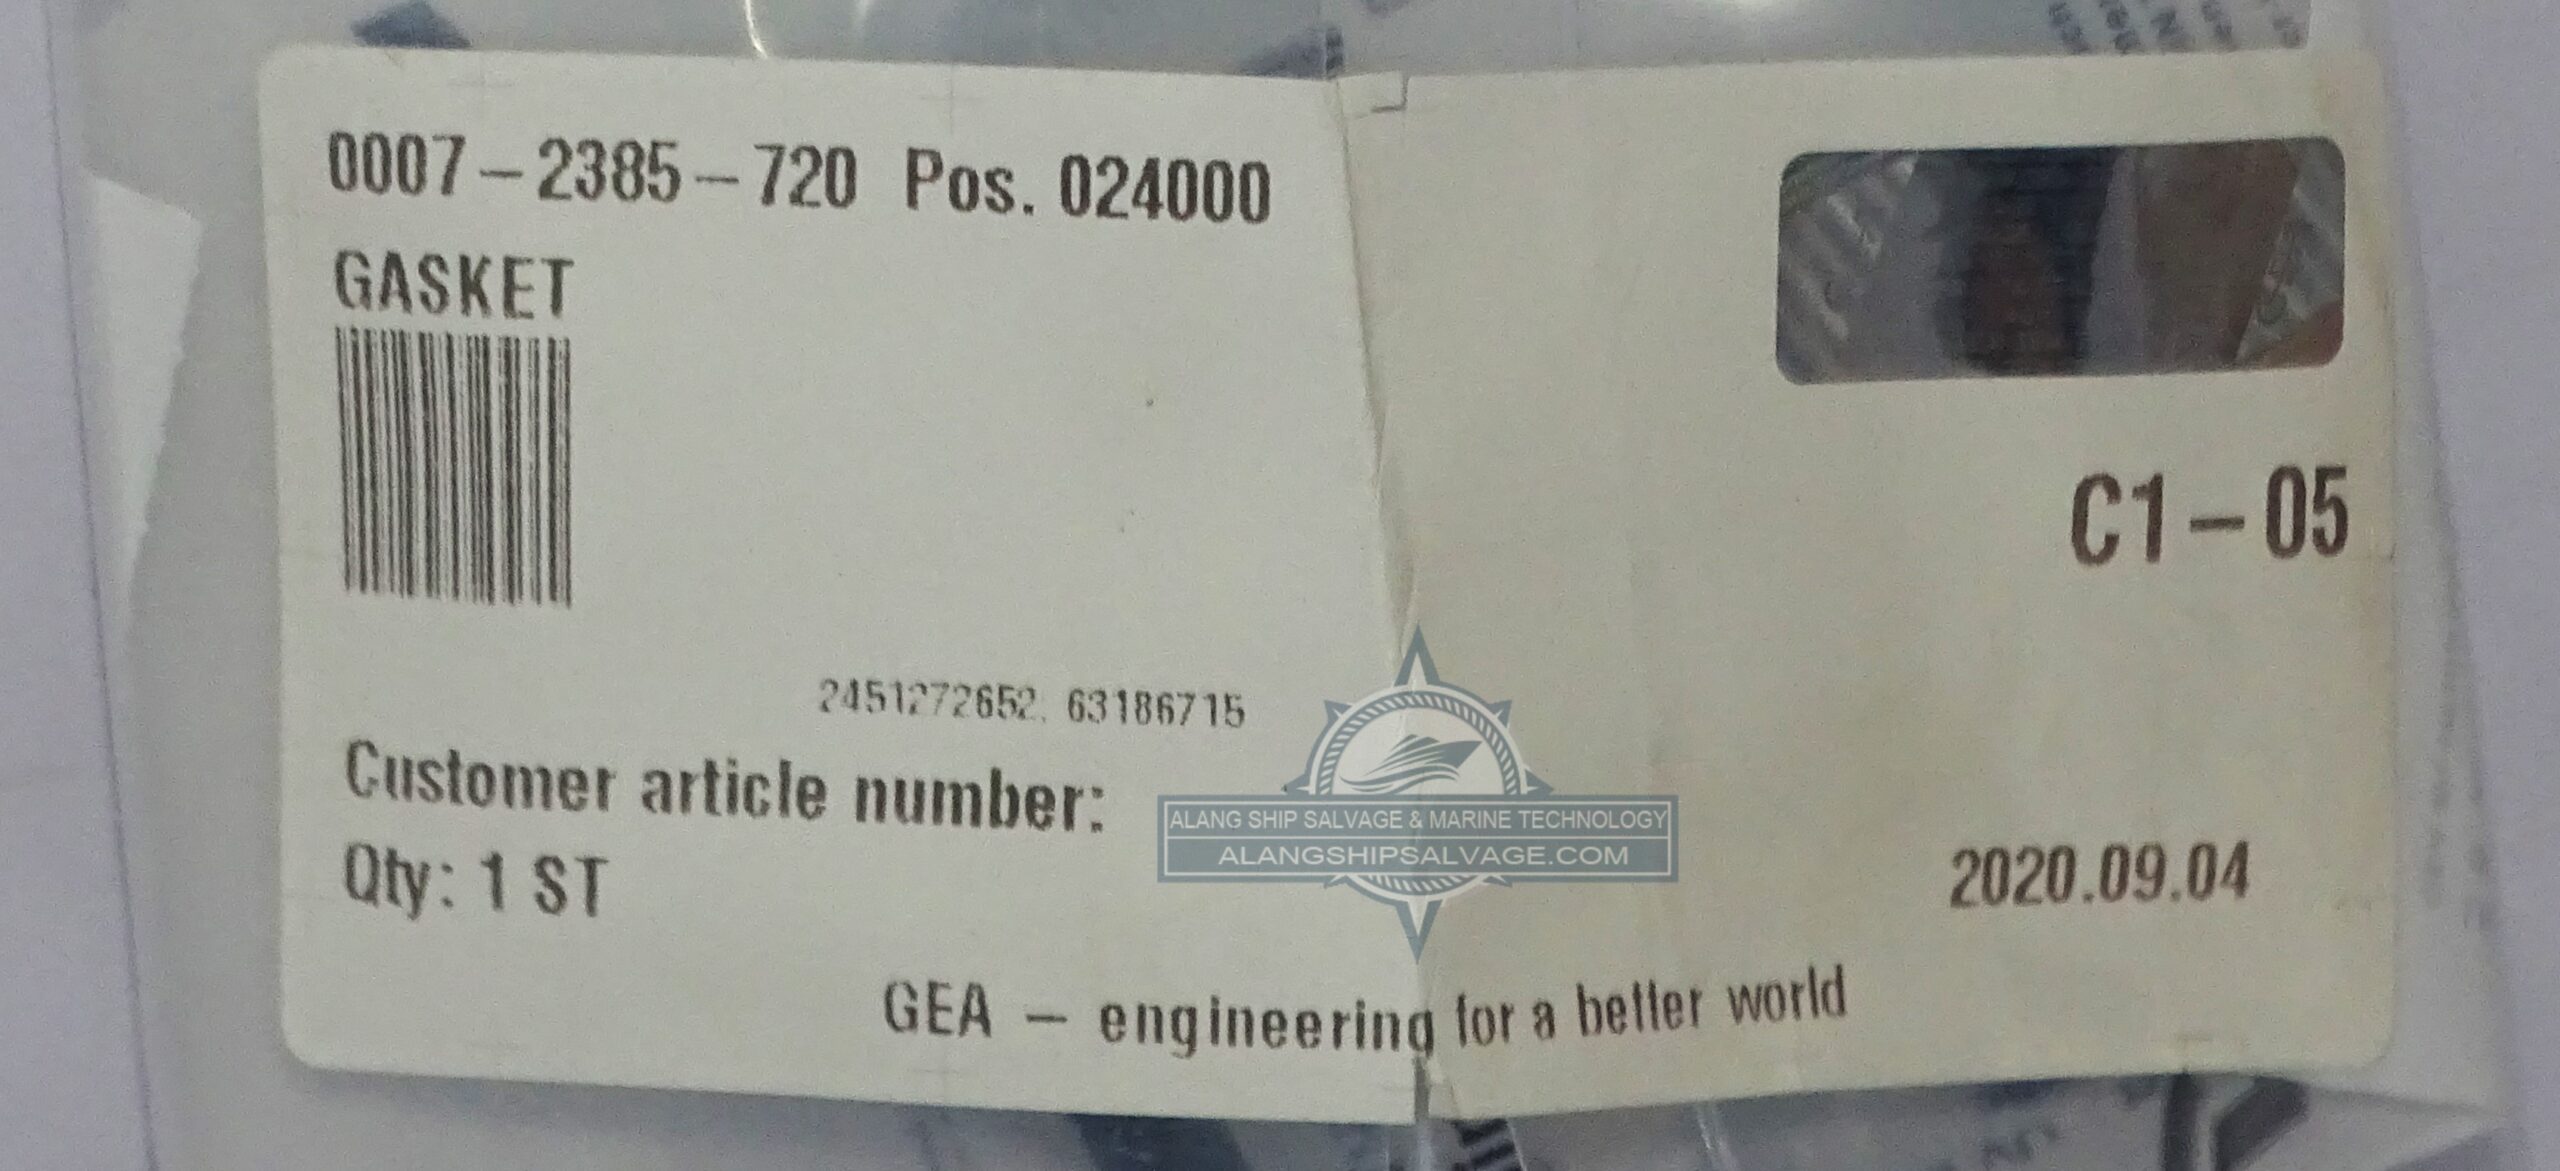 0007-2385-720 Pos. 024000
GASKET
C1-05
2451272652, 63186715
Customer article number:
Qty: 1 ST
2020.09.04
GEA - engineering for a better world
ALANG SHIP SALVAGE & MARINE TECHNOLOGY
ALANGSHIPSALVAGE.COM